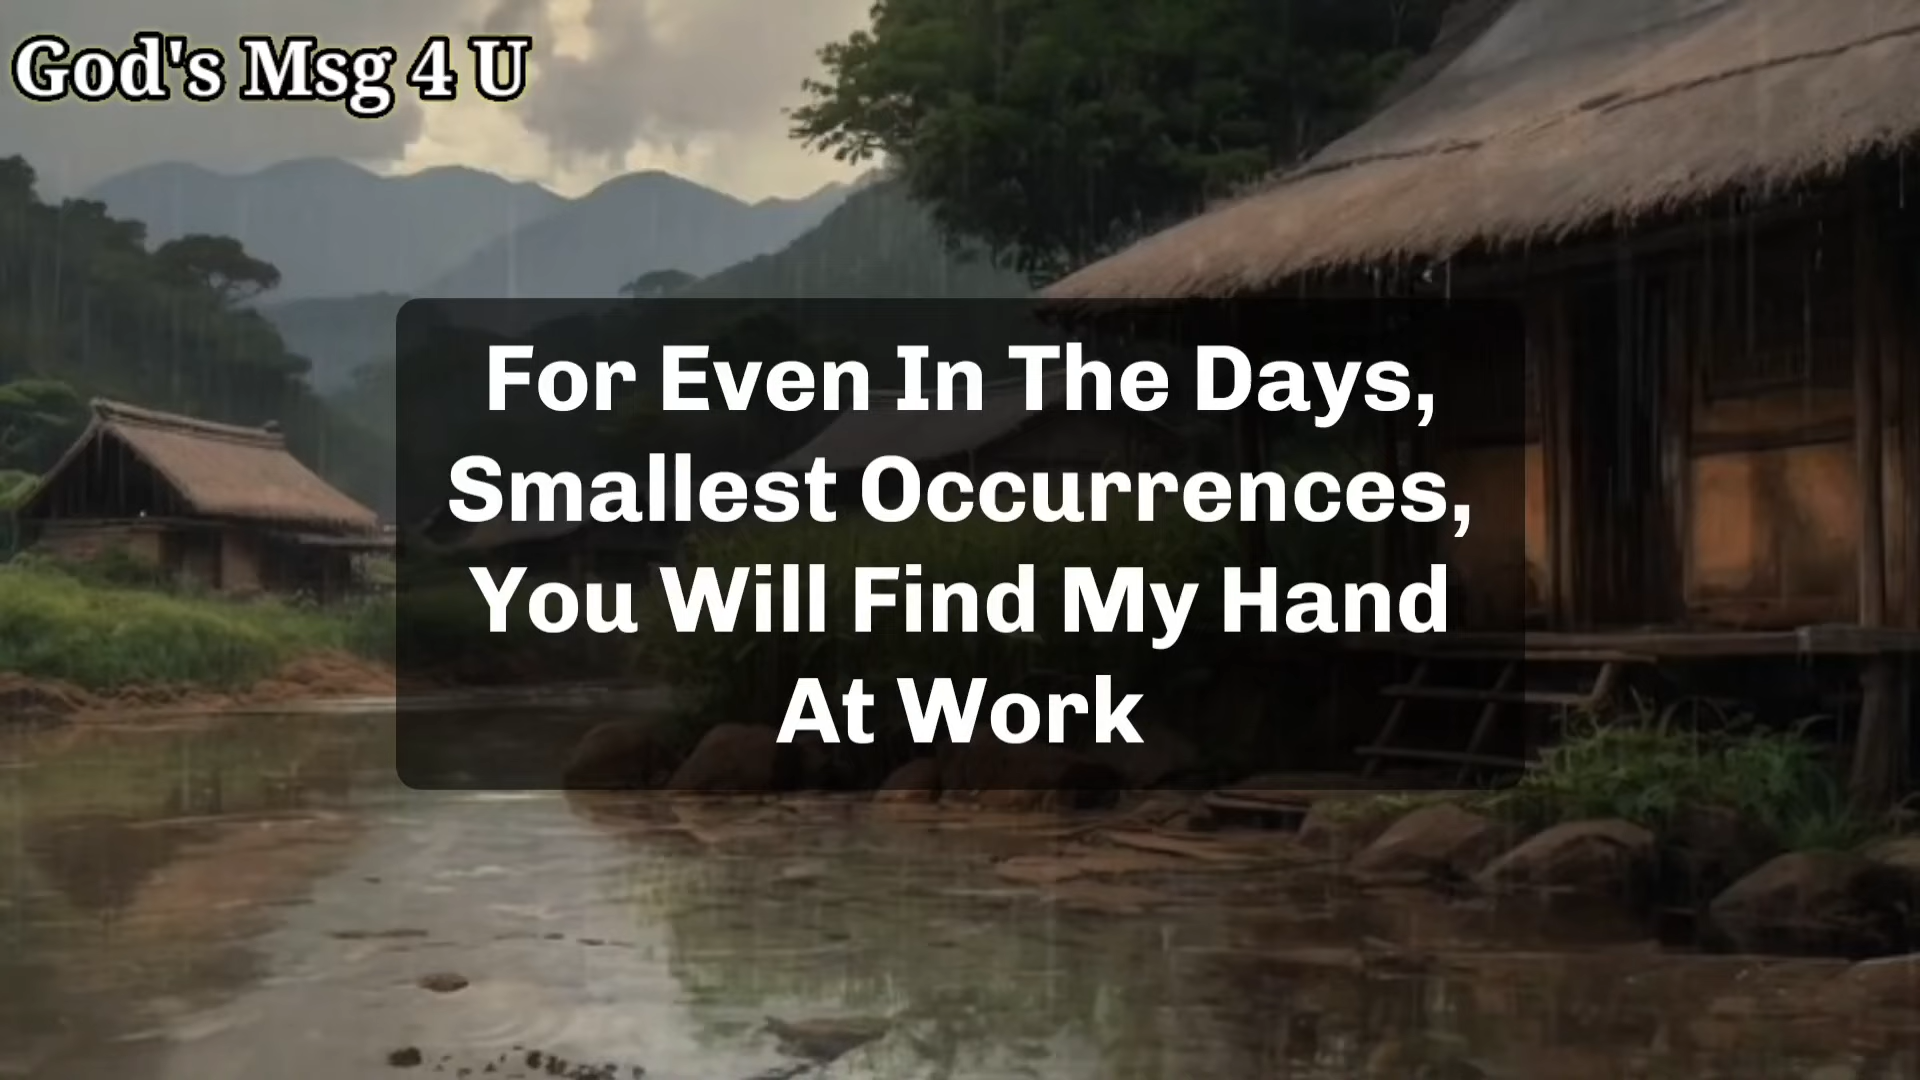 God's Msg 4 U
For Even In The Days,
Smallest Occurrences,
You Will Find My Hand
At Work